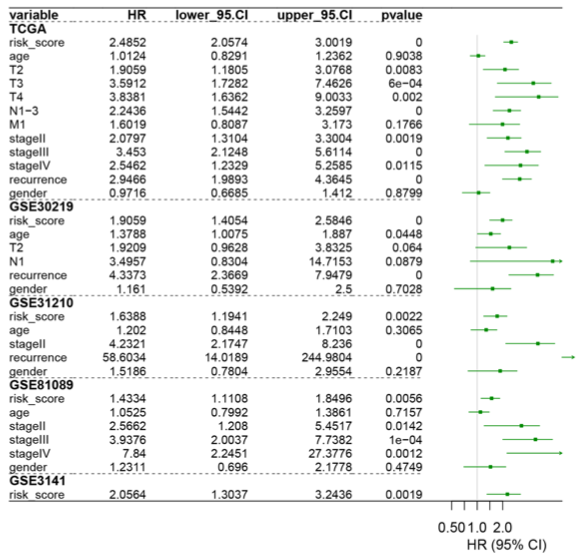 variable HR lower_95.CI upper_95.CI pvalue
TCGA
risk_score 2.4852 2.0574 3.0019 0
age 1.0124 0.8291 1.2362 0.9038
T2 1.9059 1.1805 3.0768 0.0083
T3 3.5912 1.7282 7.4626 6e-04
T4 3.8381 1.6362 9.0033 0.002
N1-3 2.2436 1.5442 3.2597 0
M1 1.6019 0.8087 3.173 0.1766
stageII 2.0797 1.3104 3.3004 0.0019
stageIII 3.453 2.1248 5.6114 0
stageIV 2.5462 1.2329 5.2585 0.0115
recurrence 2.9466 1.9893 4.3645 0
gender 0.9716 0.6685 1.412 0.8799
GSE30219
risk_score 1.9059 1.4054 2.5846 0
age 1.3788 1.0075 1.887 0.0448
T2 1.9209 0.9628 3.8325 0.064
N1 3.4957 0.8304 14.7153 0.0879
recurrence 4.3373 2.3669 7.9479 0
gender 1.161 0.5392 2.5 0.7028
GSE31210
risk_score 1.6388 1.1941 2.249 0.0022
age 1.202 0.8448 1.7103 0.3065
stageII 4.2321 2.1747 8.236 0
recurrence 58.6034 14.0189 244.9804 0
gender 1.5186 0.7804 2.9554 0.2187
GSE81089
risk_score 1.4334 1.1108 1.8496 0.0056
age 1.0525 0.7992 1.3861 0.7157
stageII 2.5662 1.208 5.4517 0.0142
stageIII 3.9376 2.0037 7.7382 1e-04
stageIV 7.84 2.2451 27.3776 0.0012
gender 1.2311 0.696 2.1778 0.4749
GSE3141
risk_score 2.0564 1.3037 3.2436 0.0019
0.50 1.0 2.0
HR (95% CI)